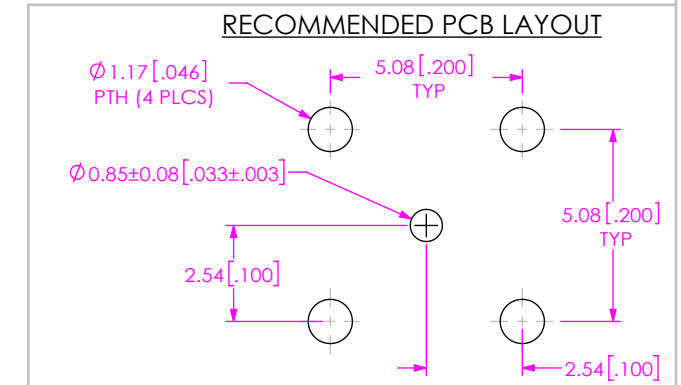 RECOMMENDED PCB LAYOUT
Ø1.17[.046]
PTH (4 PLCS)
5.08[.200]
TYP
Ø0.85±0.08[.033±.003]
5.08[.200]
TYP
2.54[.100]
2.54[.100]